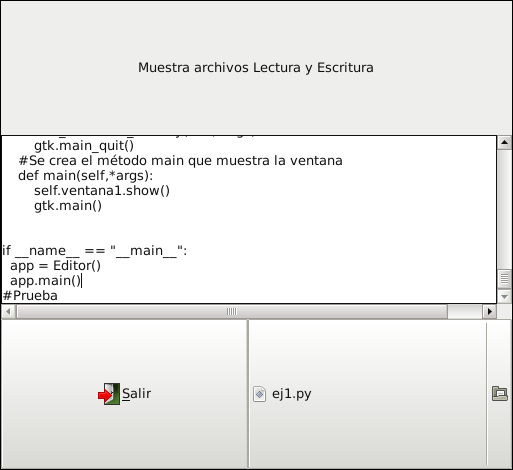 Muestra archivos Lectura y Escritura
gtk.main_quit()
#Se crea el método main que muestra la ventana
def main(self,*args):
self.ventana1.show()
gtk.main()
if __name__ == "__main__":
app = Editor()
app.main()
#Prueba
Salir
ej1.py